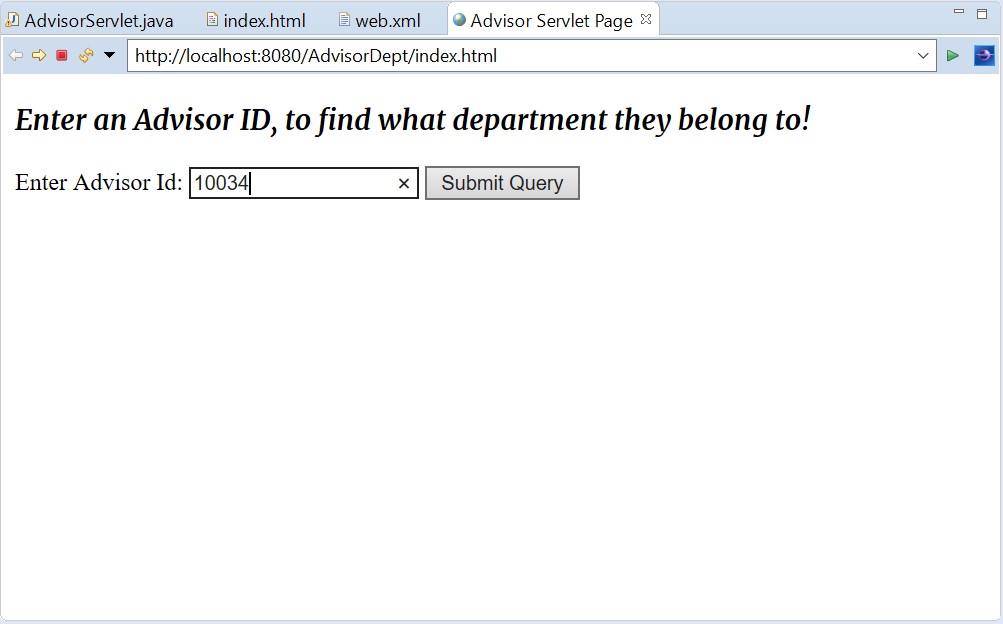 AdvisorServlet.java index.html web.xml Advisor Servlet Page
http://localhost:8080/AdvisorDept/index.html
Enter an Advisor ID, to find what department they belong to!
Enter Advisor Id: 10034 Submit Query